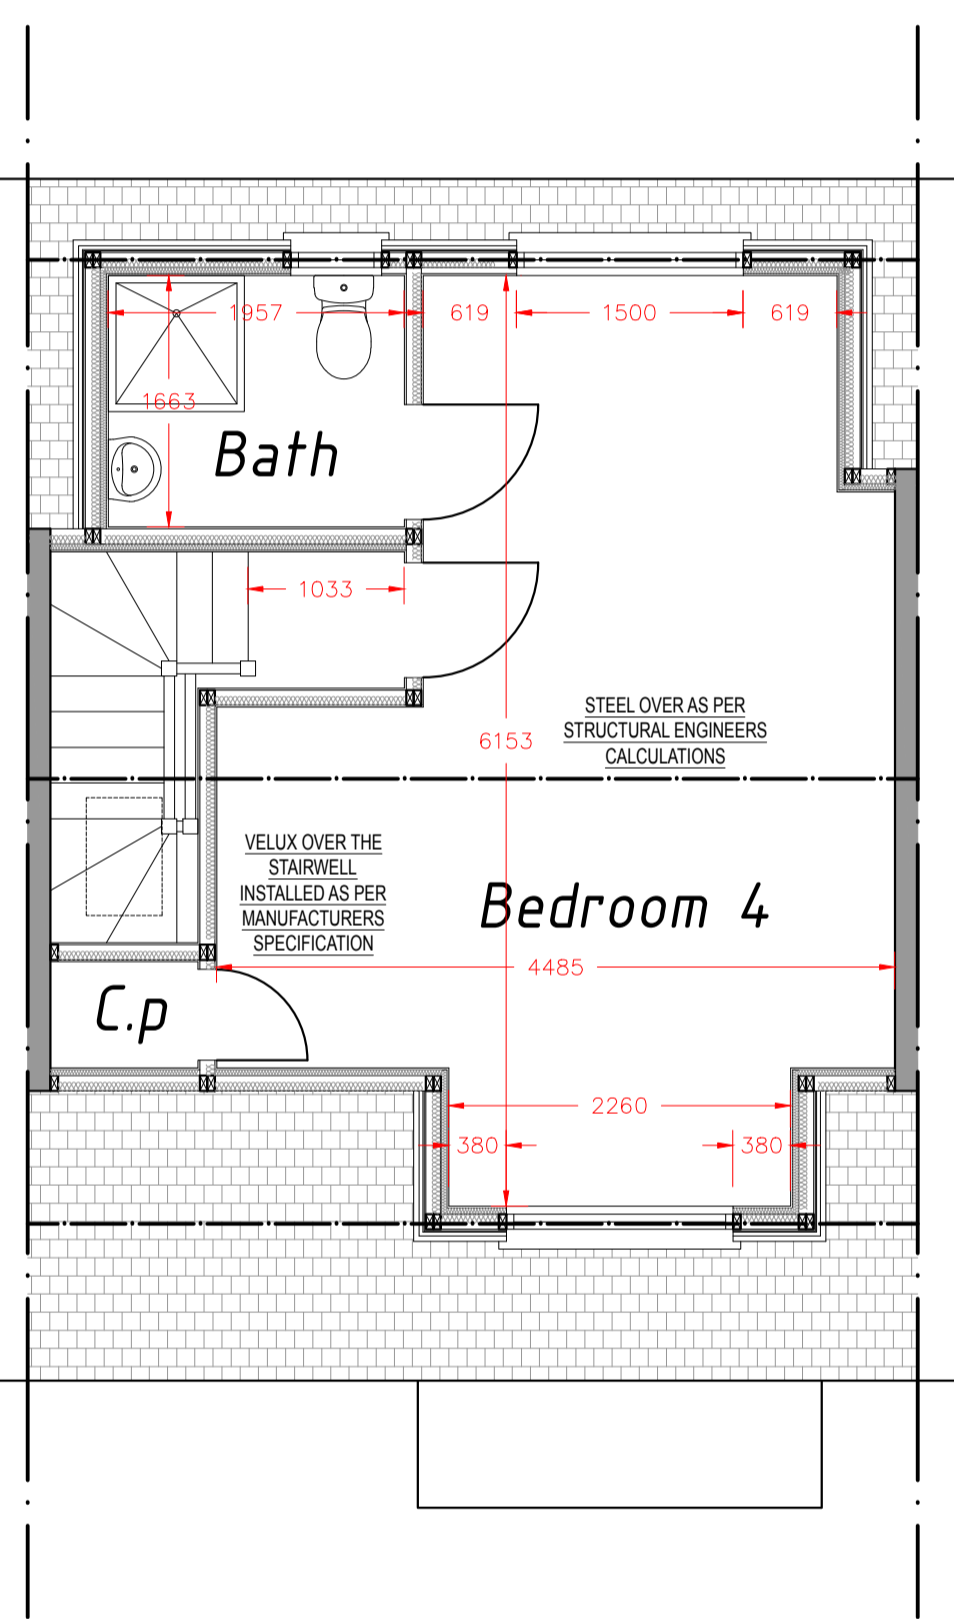 1957
619
1500
619
1663
Bath
1033
STEEL OVER AS PER
STRUCTURAL ENGINEERS
CALCULATIONS
6153
VELUX OVER THE
STAIRWELL
INSTALLED AS PER
MANUFACTURERS
SPECIFICATION
Bedroom 4
4485
C.p
2260
380
380